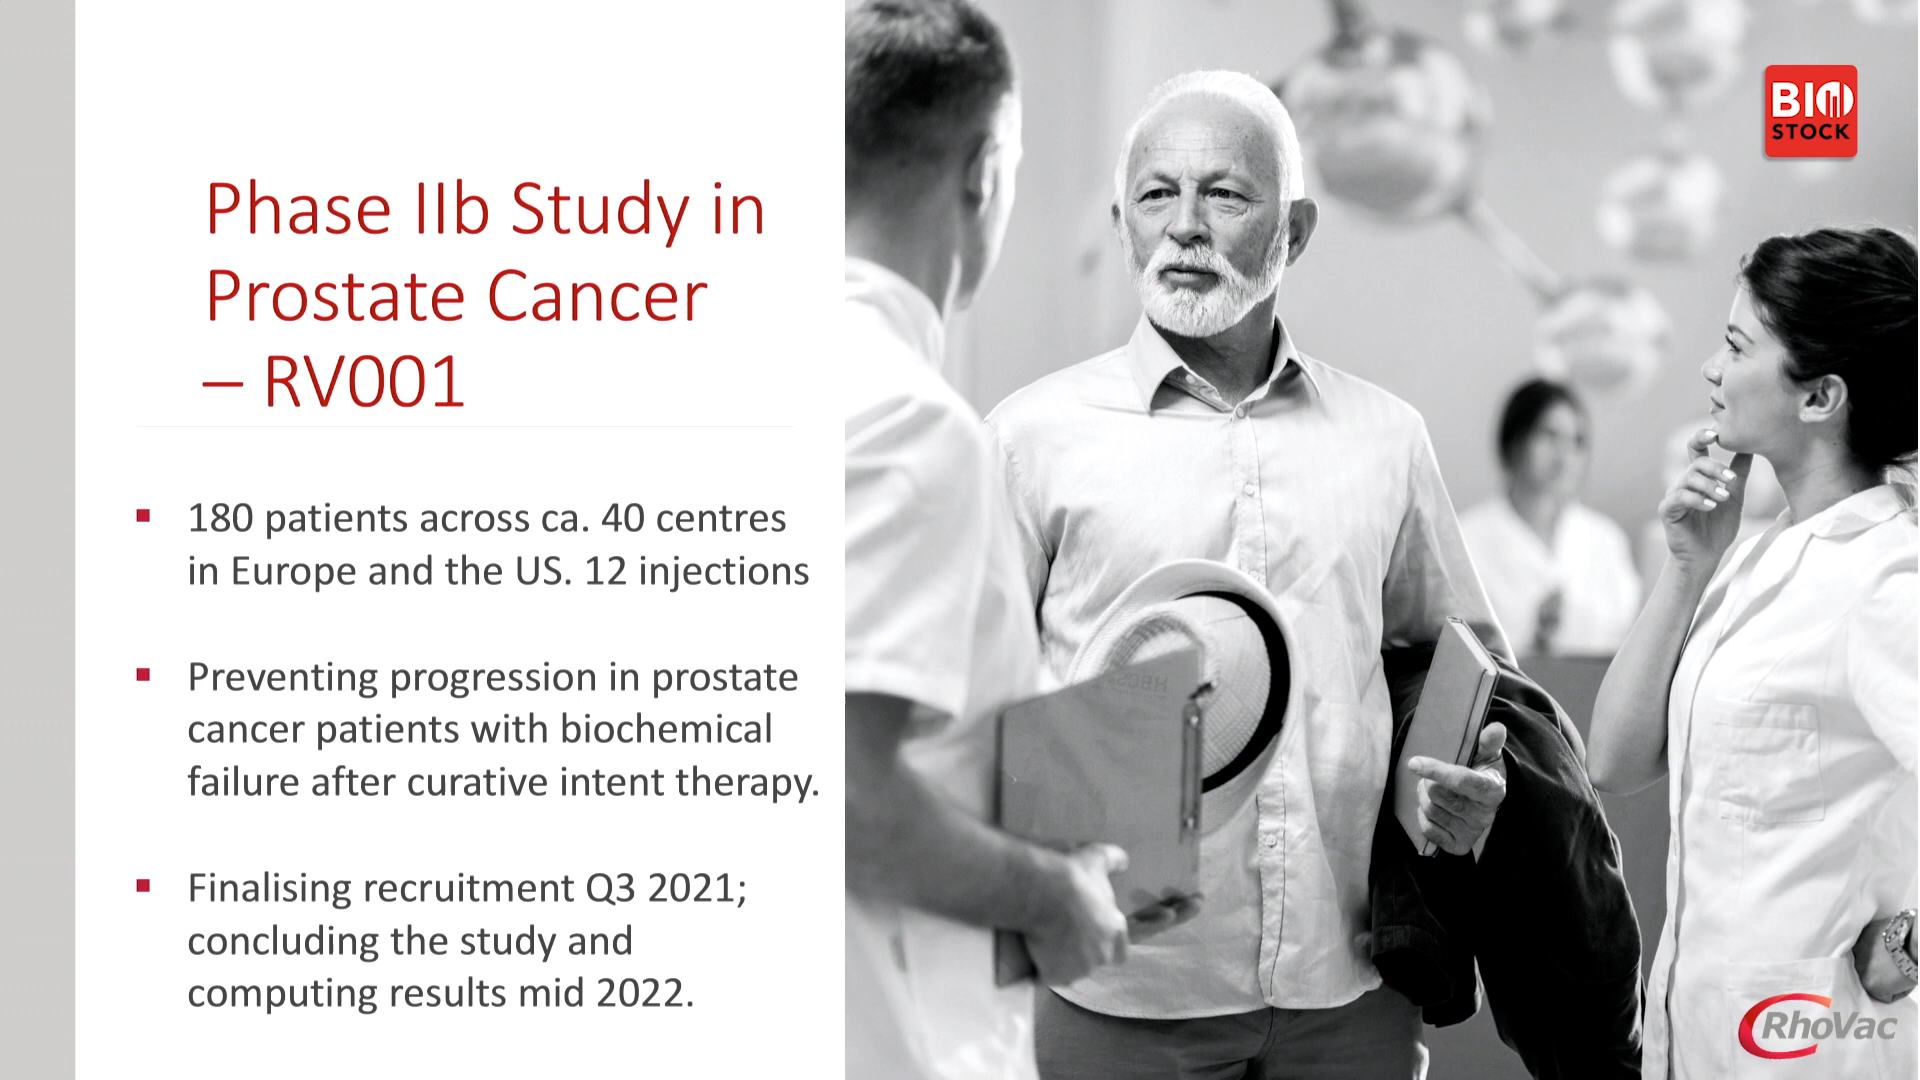 Phase IIb Study in
Prostate Cancer
– RV001
▪ 180 patients across ca. 40 centres
in Europe and the US. 12 injections
▪ Preventing progression in prostate
cancer patients with biochemical
failure after curative intent therapy.
▪ Finalising recruitment Q3 2021;
concluding the study and
computing results mid 2022.
BIO
STOCK
RhoVac